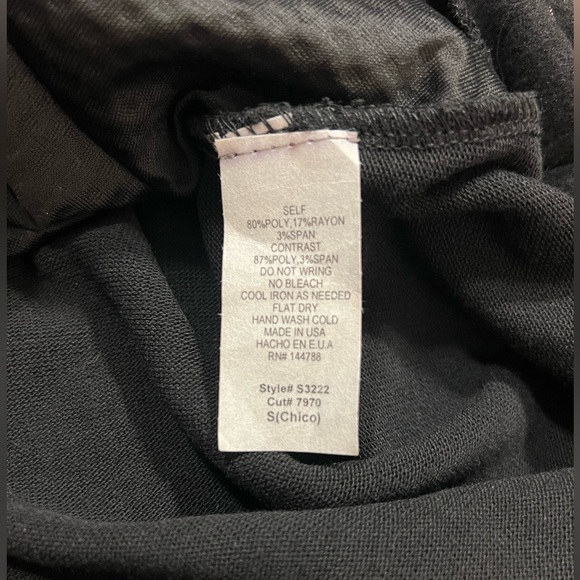 SELF
80%POLY,17%RAYON
3%SPAN
CONTRAST
87%POLY,3%SPAN
DO NOT WRING
NO BLEACH
COOL IRON AS NEEDED
FLAT DRY
HAND WASH COLD
MADE IN USA
HACHO EN E.U.A
RN# 144788
Style# S3222
Cut# 7970
S(Chico)